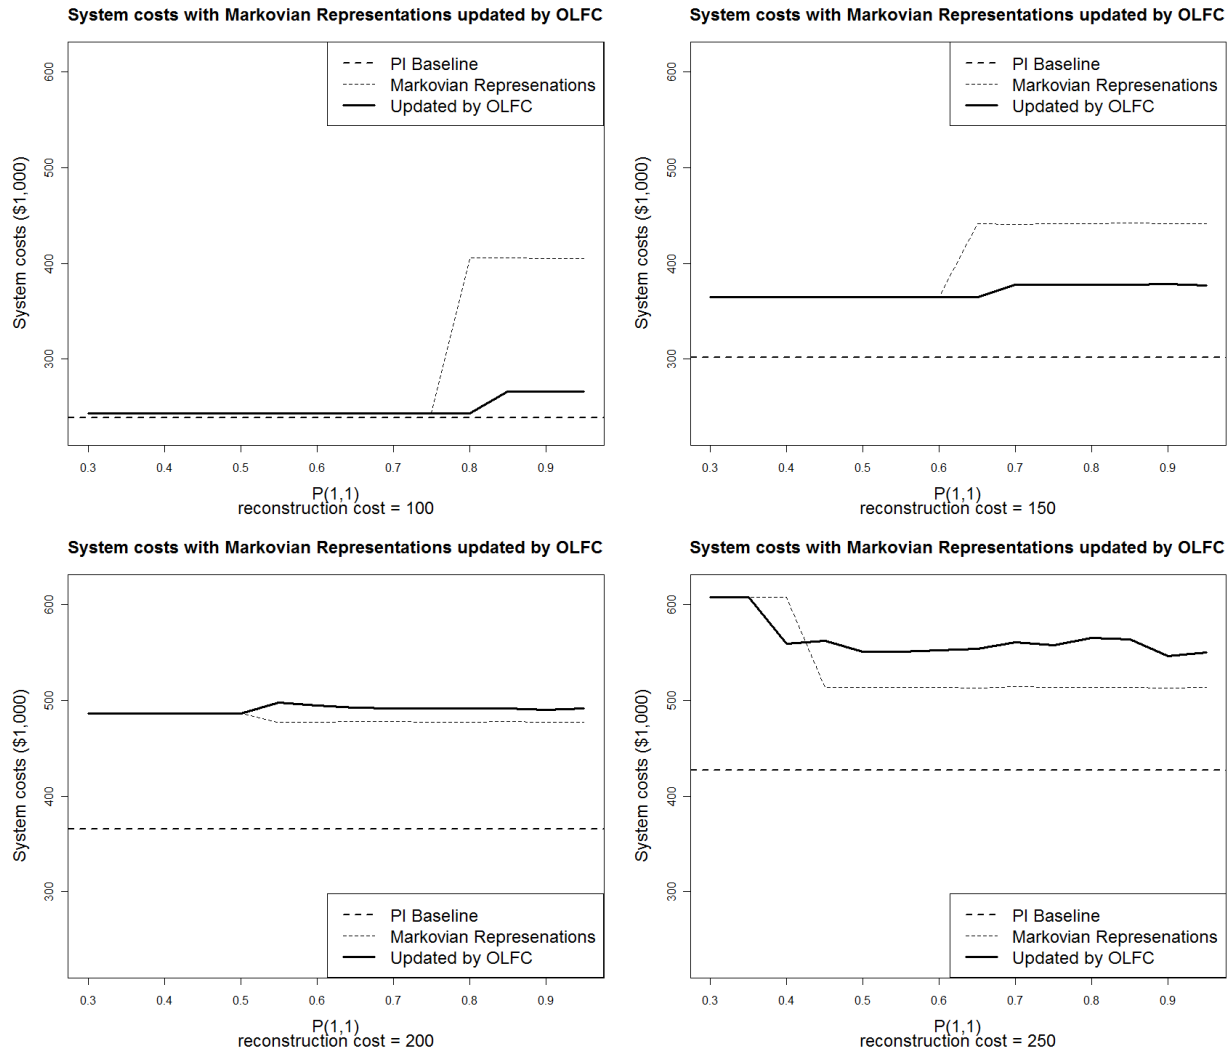 System costs with Markovian Representations updated by OLFC
PI Baseline
Markovian Represenations
Updated by OLFC
System costs ($1,000)
600
500
400
300
0.3 0.4 0.5 0.6 0.7 0.8 0.9
P(1,1)
reconstruction cost = 100
System costs with Markovian Representations updated by OLFC
PI Baseline
Markovian Represenations
Updated by OLFC
System costs ($1,000)
600
500
400
300
0.3 0.4 0.5 0.6 0.7 0.8 0.9
P(1,1)
reconstruction cost = 150
System costs with Markovian Representations updated by OLFC
System costs ($1,000)
600
500
400
300
PI Baseline
Markovian Represenations
Updated by OLFC
0.3 0.4 0.5 0.6 0.7 0.8 0.9
P(1,1)
reconstruction cost = 200
System costs with Markovian Representations updated by OLFC
System costs ($1,000)
600
500
400
300
PI Baseline
Markovian Represenations
Updated by OLFC
0.3 0.4 0.5 0.6 0.7 0.8 0.9
P(1,1)
reconstruction cost = 250